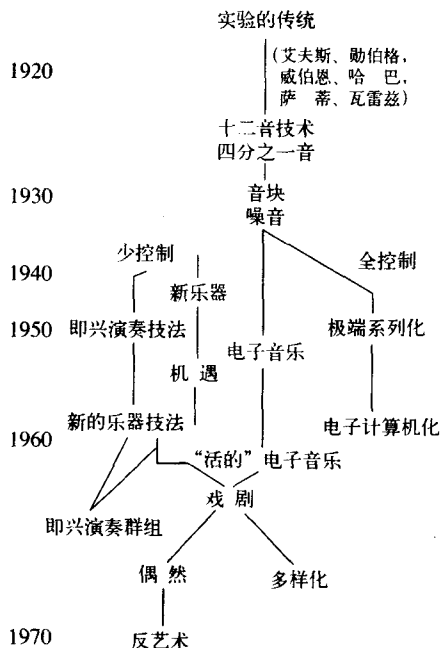 实验的传统
(艾夫斯、勋伯格,
1920
威伯恩、哈 巴、
萨 蒂、瓦雷兹)
十二音技术
四分之一音
1930
音块
噪音
少控制
全控制
1940
新乐器
1950
即兴演奏技法
极端系列化
电子音乐
机 遇
新的乐器技法
电子计算机化
1960
“活的”电子音乐
戏 剧
即兴演奏群组
偶 然
多样化
1970
反艺术